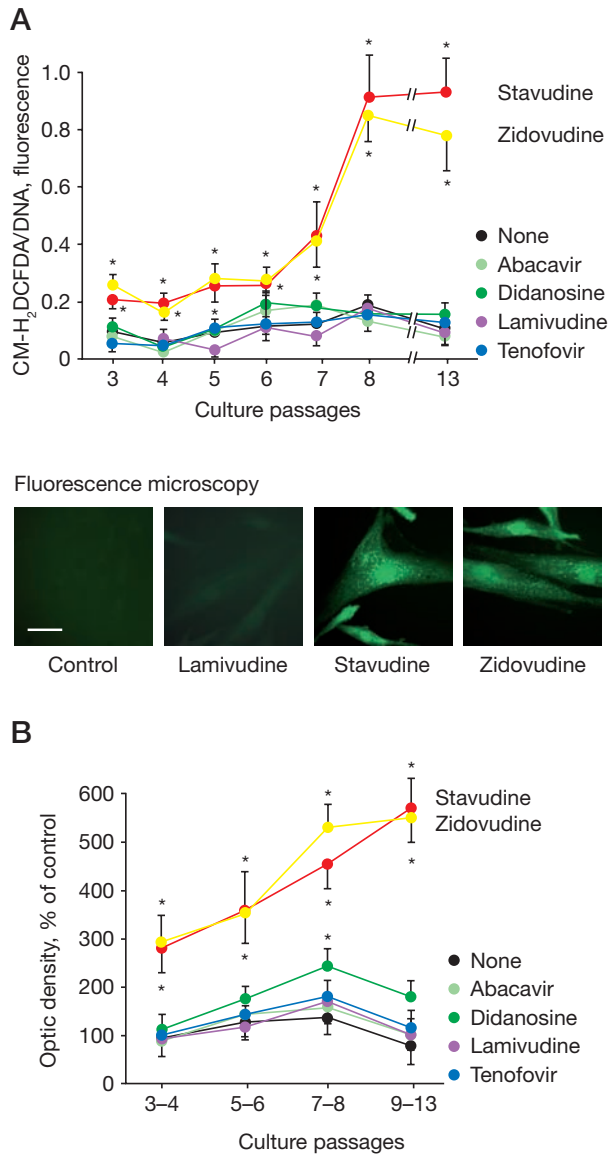 A
CM-H2DCFDA/DNA, fluorescence
1.0
0.8
0.6
0.4
0.2
0
* * * * * * *
* * * * * * *
3 4 5 6 7 8 13
Culture passages
Stavudine
Zidovudine
None
Abacavir
Didanosine
Lamivudine
Tenofovir
Fluorescence microscopy
Control Lamivudine Stavudine Zidovudine
B
Optic density, % of control
600
500
400
300
200
100
0
* * * *
* * * *
*
3–4 5–6 7–8 9–13
Culture passages
Stavudine
Zidovudine
None
Abacavir
Didanosine
Lamivudine
Tenofovir